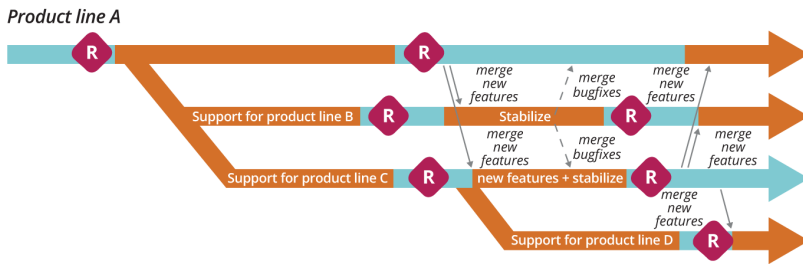 Product line A
R
R
merge
new
features
merge
bugfixes
merge
new
features
Support for product line B
R
Stabilize
R
merge
new
features
merge
bugfixes
merge
new
features
Support for product line C
R
new features + stabilize
R
merge
new
features
Support for product line D
R